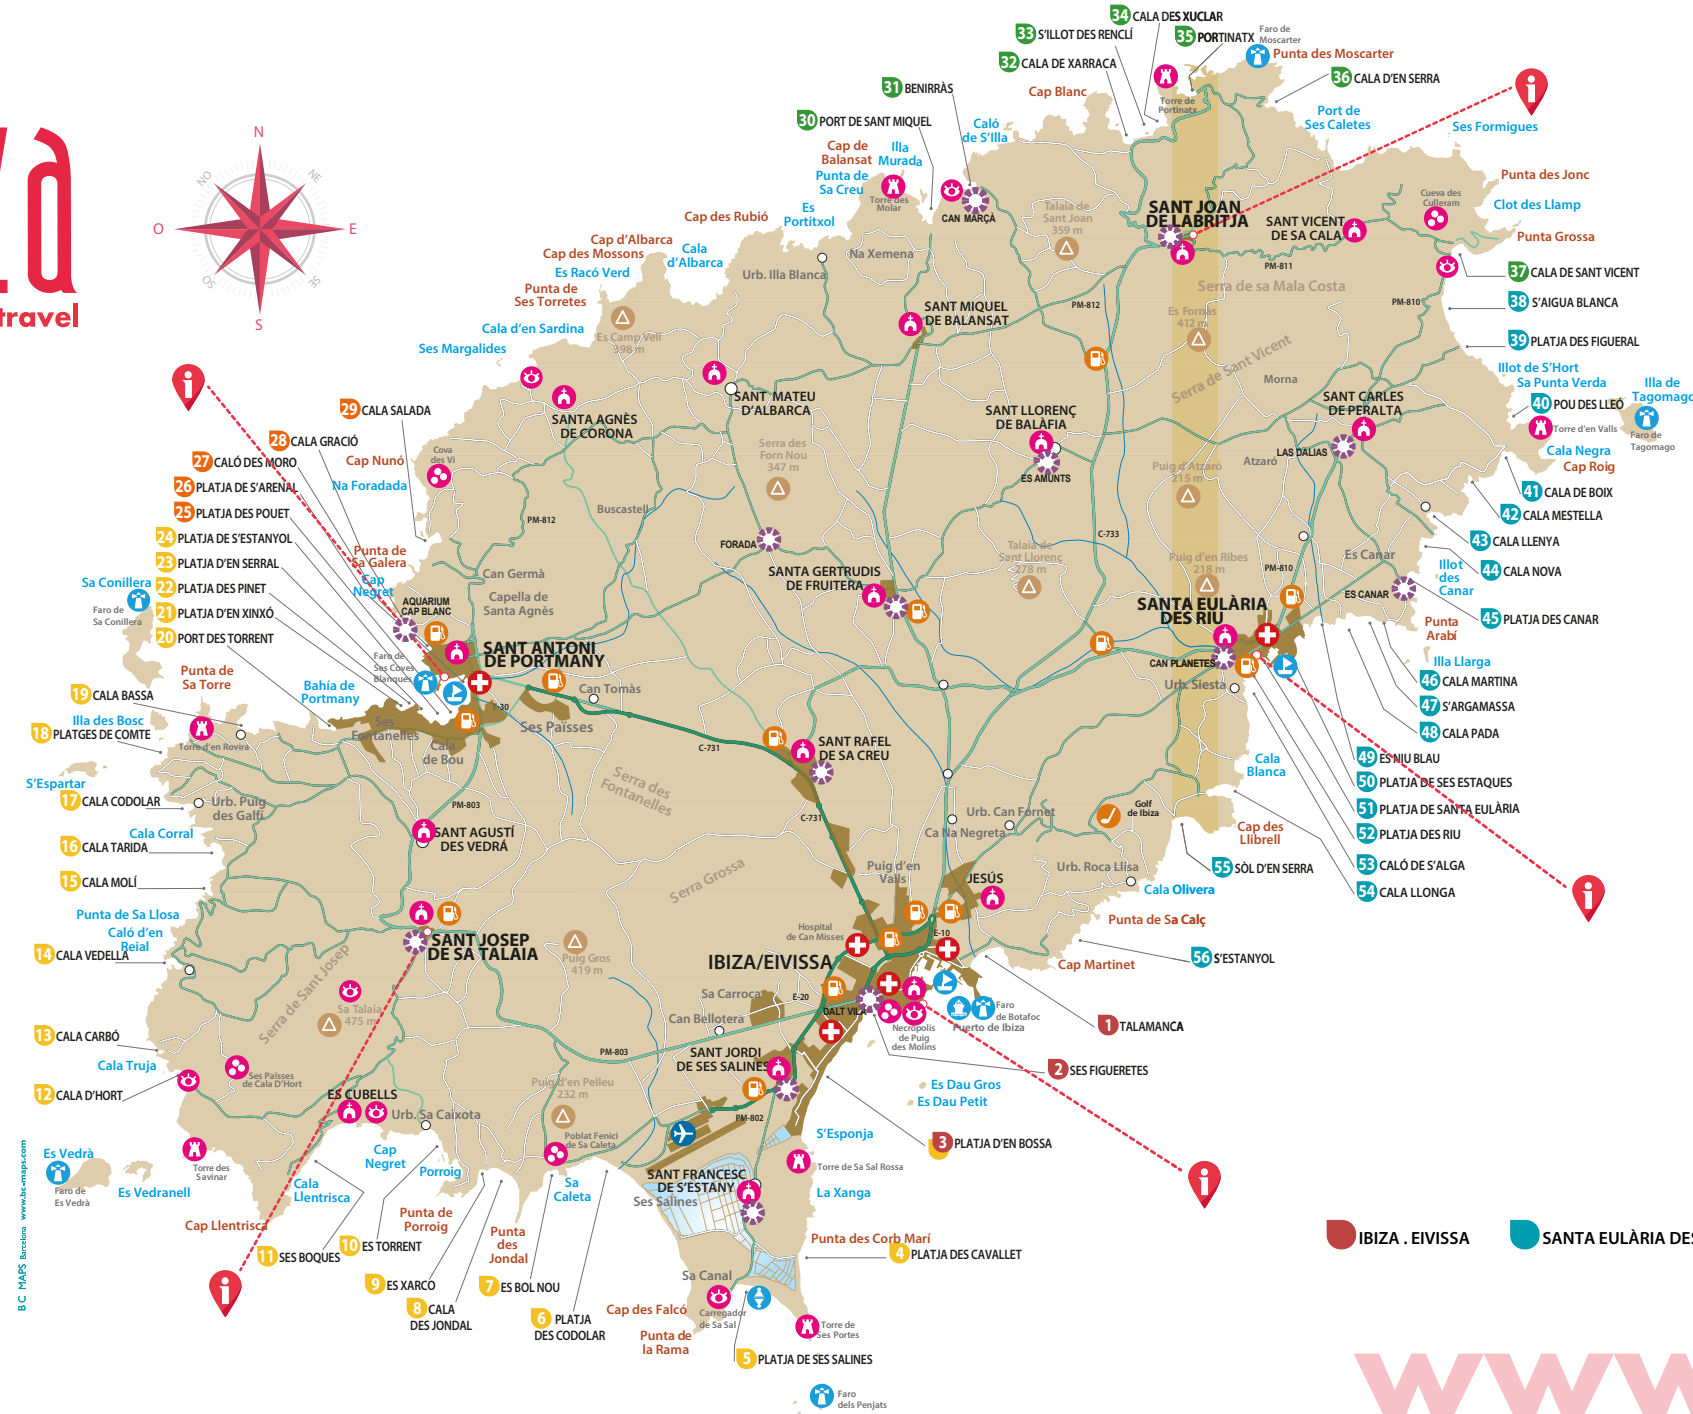 travel
N
NE
E
SE
S
SO
O
NO
34 CALA DES XUCLAR
33 S'ILLOT DES RENCLÍ
35 PORTINATX
Faro de
Moscarter
Punta des Moscarter
32 CALA DE XARRACA
36 CALA D'EN SERRA
31 BENIRRÀS
Cap Blanc
Torre de
Portinatx
30 PORT DE SANT MIQUEL
Caló
de S'Illa
Port de
Ses Caletes
Ses Formigues
Cap de
Balansat
Illa
Murada
Punta de
Sa Creu
Torre des
Molar
Es
Portitxol
CAN MARÇÀ
Talaia de
Sant Joan
359 m
SANT JOAN
DE LABRITJA
SANT VICENT
DE SA CALA
Cueva des
Culleram
Punta des Jonc
Clot des Llamp
Punta Grossa
Cap des Rubió
Cap d'Albarca
Cap des Mossons
Cala
d'Albarca
Es Racó Verd
Punta de
Ses Torretes
Urb. Illa Blanca
Na Xemena
PM-811
37 CALA DE SANT VICENT
Serra de sa Mala Costa
38 S'AIGUA BLANCA
SANT MIQUEL
DE BALANSAT
PM-812
PM-810
Es Fornàs
412 m
Cala d'en Sardina
Es Camp Vell
398 m
Ses Margalides
39 PLATJA DES FIGUERAL
Serra de Sant Vicent
Illot de S'Hort
Sa Punta Verda
Illa de
Tagomago
Morna
SANT MATEU
D'ALBARCA
SANT CARLES
DE PERALTA
40 POU DES LLEÓ
Torre d'en Valls
Faro de
Tagomago
29 CALA SALADA
SANTA AGNÈS
DE CORONA
SANT LLORENÇ
DE BALÀFIA
28 CALA GRACIÓ
Serra des
Forn Nou
347 m
27 CALÓ DES MORO
Cap Nunó
Cova
des Vi
LAS DALIAS
Cala Negra
Cap Roig
Atzaró
Puig d'Atzaró
215 m
ES AMUNTS
26 PLATJA DE S'ARENAL
Na Foradada
41 CALA DE BOIX
25 PLATJA DES POUET
PM-812
Buscastell
42 CALA MESTELLA
24 PLATJA DE S'ESTANYOL
FORADA
C-733
43 CALA LLENYA
Punta de
Sa Galera
Talaia de
Sant Llorenç
278 m
Puig d'en Ribes
218 m
Es Canar
23 PLATJA D'EN SERRAL
Can Germà
SANTA GERTRUDIS
DE FRUITERA
PM-810
Illot
des
Canar
44 CALA NOVA
Sa Conillera
22 PLATJA DES PINET
Cap
Negret
Faro de
Sa Conillera
21 PLATJA D'EN XINXÓ
AQUARIUM
CAP BLANC
Capella de
Santa Agnès
SANTA EULÀRIA
DES RIU
ES CANAR
45 PLATJA DES CANAR
20 PORT DES TORRENT
Punta
Arabí
SANT ANTONI
DE PORTMANY
Faro de
Ses Coves
Blanques
CAN PLANETES
Illa Llarga
Punta de
Sa Torre
46 CALA MARTINA
Bahía de
Portmany
Can Tomàs
Urb. Siesta
19 CALA BASSA
E-30
47 S'ARGAMASSA
Illa des Bosc
18 PLATGES DE COMTE
Ses
Fontanelles
Ses Païsses
48 CALA PADA
Torre d'en Rovira
Cala
de Bou
C-731
SANT RAFEL
DE SA CREU
Cala
Blanca
49 ES NIU BLAU
S'Espartar
Serra des
Fontanelles
50 PLATJA DE SES ESTAQUES
17 CALA CODOLAR
Urb. Puig
des Galfí
PM-803
C-731
Urb. Can Fornet
Golf
de Ibiza
51 PLATJA DE SANTA EULÀRIA
Cala Corral
SANT AGUSTÍ
DES VEDRÁ
Ca Na Negreta
Cap des
Llibrell
52 PLATJA DES RIU
16 CALA TARIDA
53 CALÓ DE S'ALGA
Serra Grossa
Puig d'en
Valls
Urb. Roca Llisa
55 SÒL D'EN SERRA
15 CALA MOLÍ
JESÚS
Cala Olivera
54 CALA LLONGA
Punta de Sa Llosa
Caló d'en
Reial
Punta de Sa Calç
Hospital
de Can Misses
E-10
14 CALA VEDELLA
SANT JOSEP
DE SA TALAIA
Puig Gros
419 m
IBIZA/EIVISSA
Cap Martinet
56 S'ESTANYOL
Serra de Sant Josep
Sa Talaia
475 m
Sa Carroca
E-20
DALT VILA
Faro
de Botafoc
Puerto de Ibiza
Can Bellotera
Necròpolis
de Puig
des Molins
1 TALAMANCA
13 CALA CARBÓ
PM-803
SANT JORDI
DE SES SALINES
2 SES FIGUERETES
Cala Truja
Ses Païsses
de Cala D'Hort
Puig d'en Pelleu
232 m
Es Dau Gros
Es Dau Petit
12 CALA D'HORT
ES CUBELLS
Urb. Sa Caixota
PM-802
Poblat Fenici
de Sa Caleta
S'Esponja
3 PLATJA D'EN BOSSA
Es Vedrà
Cap
Negret
Torre des
Savinar
Porroig
Torre de Sa Sal Rossa
SANT FRANCESC
DE S'ESTANY
Faro de
Es Vedrà
Es Vedranell
Cala
Llentrisca
Sa
Caleta
Ses Salines
La Xanga
Cap Llentrisca
Punta de
Porroig
Punta
des
Jondal
Punta des Corb Marí
IBIZA . EIVISSA
SANTA EULÀRIA DES
11 SES BOQUES
10 ES TORRENT
4 PLATJA DES CAVALLET
9 ES XARCO
7 ES BOL NOU
Sa Canal
8 CALA
DES JONDAL
6 PLATJA
DES CODOLAR
Cap des Falcó
Carregador
de Sa Sal
Punta de
la Rama
Torre de
Ses Portes
5 PLATJA DE SES SALINES
Faro
dels Penjats
BC MAPS Barcelona www.bc-maps.com
www